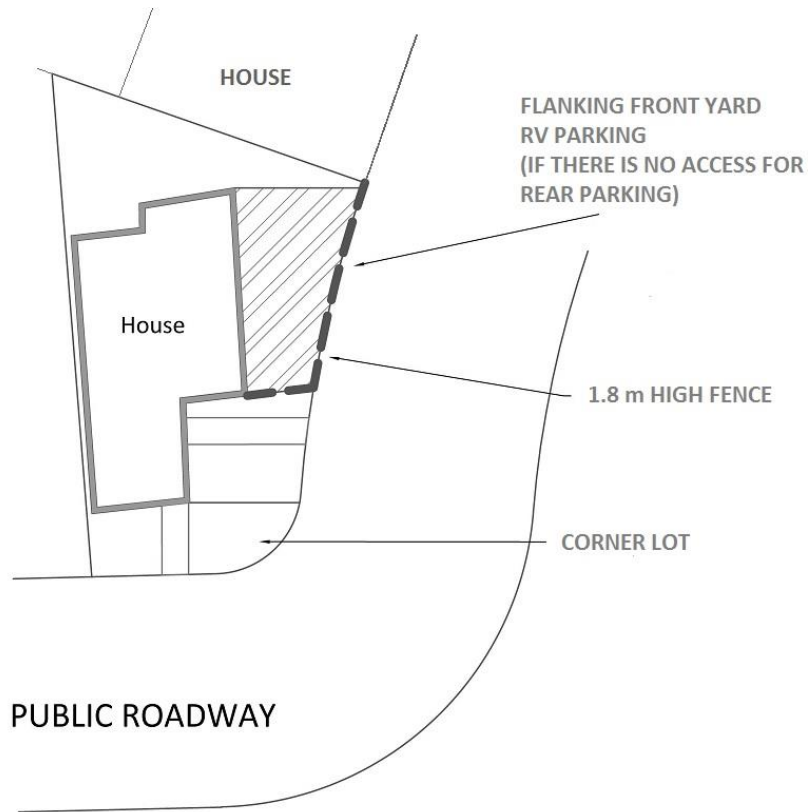 HOUSE
FLANKING FRONT YARD
RV PARKING
(IF THERE IS NO ACCESS FOR
REAR PARKING)
House
1.8 m HIGH FENCE
CORNER LOT
PUBLIC ROADWAY